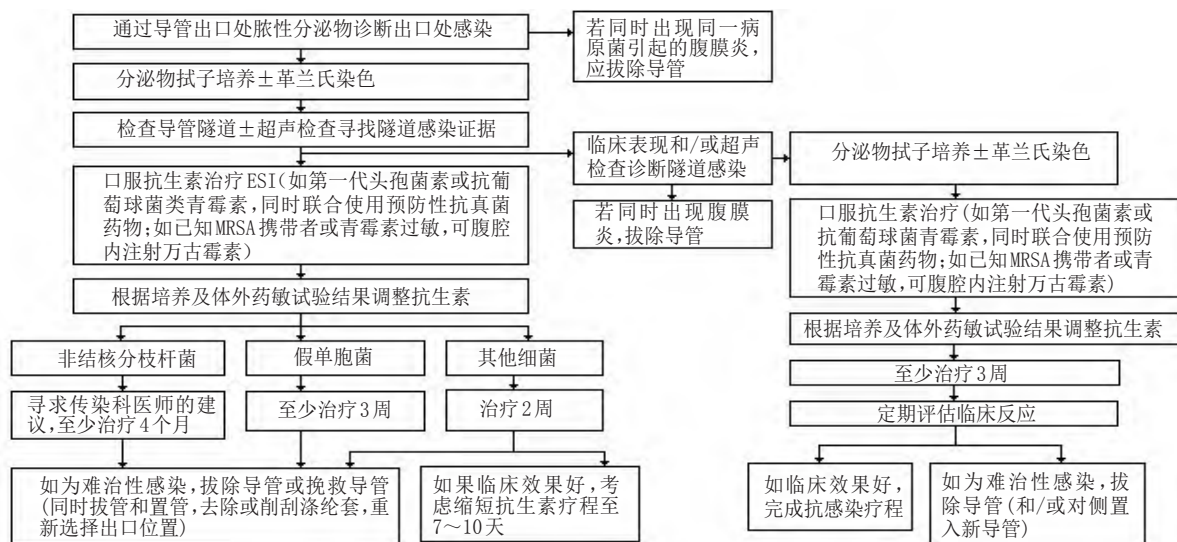 通过导管出口处脓性分泌物诊断出口处感染
若同时出现同一病
原菌引起的腹膜炎,
应拔除导管
分泌物拭子培养±革兰氏染色
检查导管隧道±超声检查寻找隧道感染证据
临床表现和/或超声
检查诊断隧道感染
分泌物拭子培养±革兰氏染色
口服抗生素治疗ESI(如第一代头孢菌素或抗葡
萄球菌类青霉素,同时联合使用预防性抗真菌
药物;如已知MRSA携带者或青霉素过敏,可腹腔
内注射万古霉素)
若同时出现腹膜
炎,拔除导管
口服抗生素治疗(如第一代头孢菌素或
抗葡萄球菌青霉素,同时联合使用预防
性抗真菌药物;如已知MRSA携带者或青
霉素过敏,可腹腔内注射万古霉素)
根据培养及体外药敏试验结果调整抗生素
根据培养及体外药敏试验结果调整抗生素
非结核分枝杆菌
假单胞菌
其他细菌
至少治疗3周
寻求传染科医师的建
议,至少治疗4个月
至少治疗3周
治疗2周
定期评估临床反应
如为难治性感染,拔除导管或挽救导管
(同时拔管和置管,去除或削刮涤纶套,重
新选择出口位置)
如果临床效果好,考
虑缩短抗生素疗程至
7～10天
如临床效果好,
完成抗感染疗程
如为难治性感染,拔
除导管(和/或对侧置
入新导管)